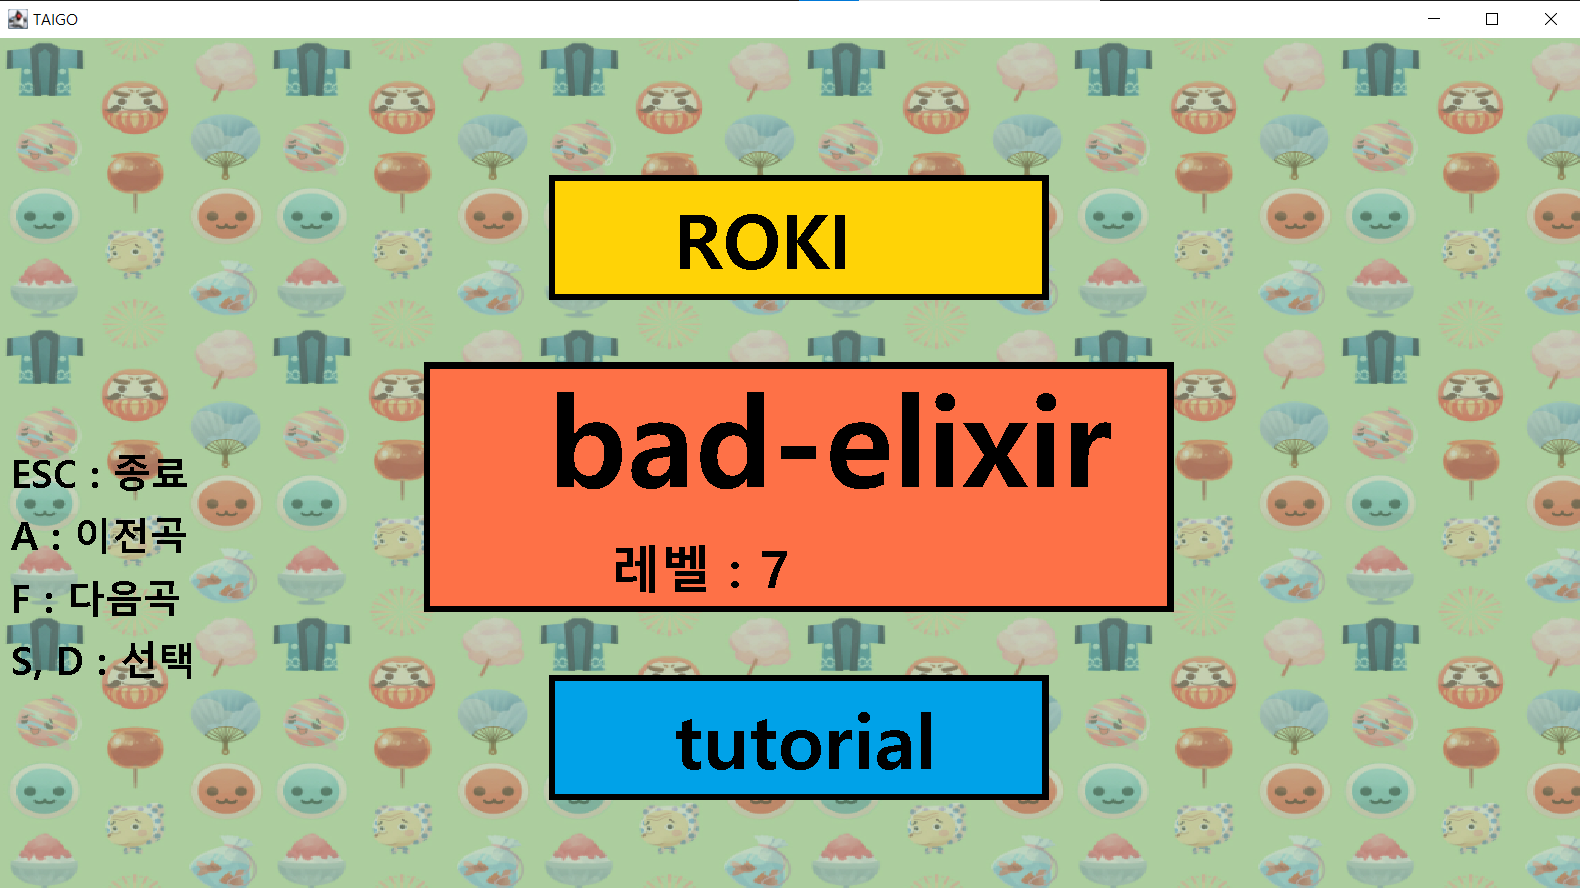 TAIGO
ROKI
bad-elixir
레벨 : 7
tutorial
ESC : 종료
A : 이전곡
F : 다음곡
S, D : 선택